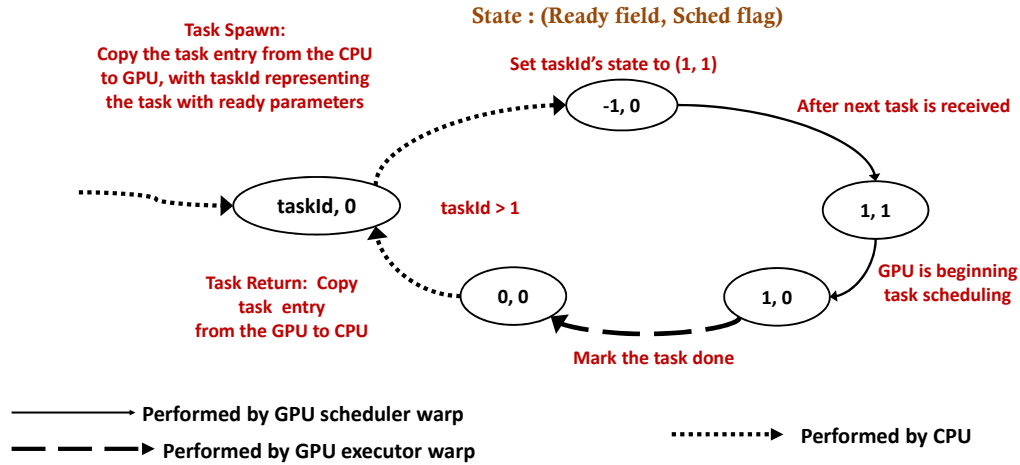 State : (Ready field, Sched flag)
Task Spawn:
Copy the task entry from the CPU
to GPU, with taskId representing
the task with ready parameters
Set taskId's state to (1, 1)
-1, 0
After next task is received
taskId, 0
taskId > 1
1, 1
GPU is beginning
task scheduling
Task Return:  Copy
task  entry
from the GPU to CPU
0, 0
1, 0
Mark the task done
Performed by GPU scheduler warp
Performed by GPU executor warp
Performed by CPU